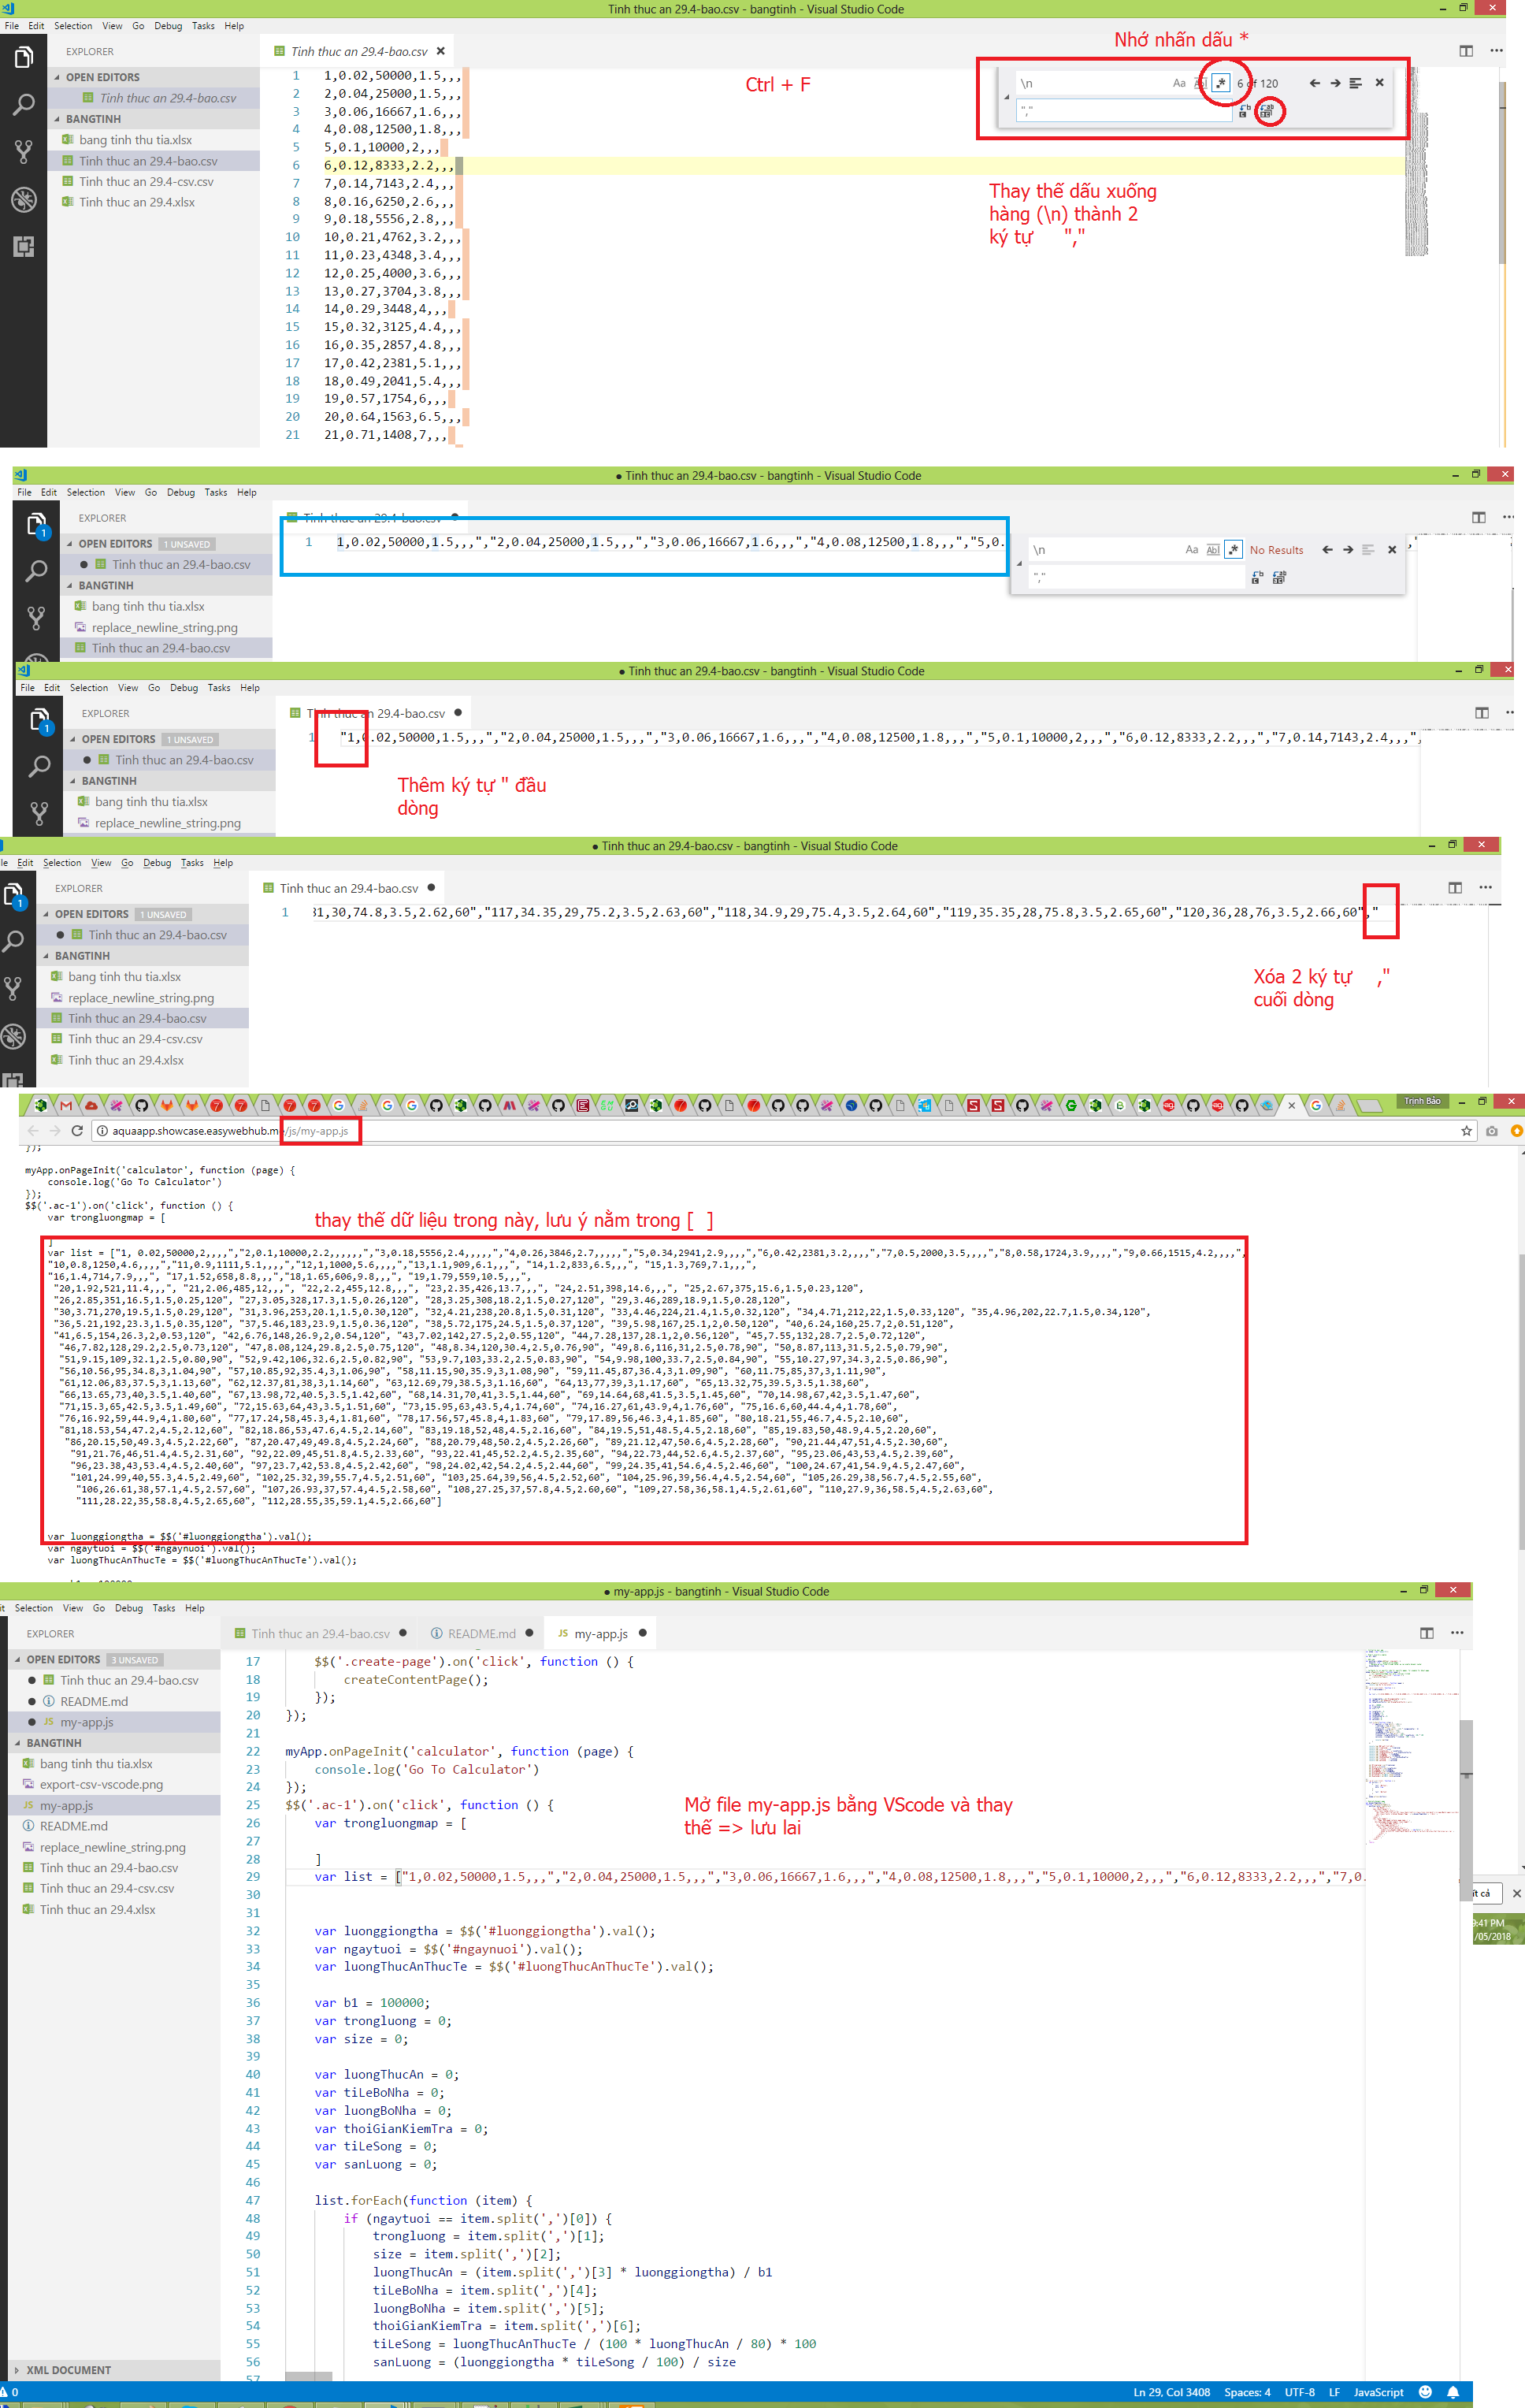 Tinh thuc an 29.4-bao.csv - bangtinh - Visual Studio Code
File Edit Selection View Go Debug Tasks Help
EXPLORER
OPEN EDITORS
Tinh thuc an 29.4-bao.csv
BANGTINH
bang tinh thu tia.xlsx
Tinh thuc an 29.4-bao.csv
Tinh thuc an 29.4-csv.csv
Tinh thuc an 29.4.xlsx
Tinh thuc an 29.4-bao.csv
1 1,0.02,50000,1.5,,,
2 2,0.04,25000,1.5,,,
3 3,0.06,16667,1.6,,,
4 4,0.08,12500,1.8,,,
5 5,0.1,10000,2,,,
6 6,0.12,8333,2.2,,,
7 7,0.14,7143,2.4,,,
8 8,0.16,6250,2.6,,,
9 9,0.18,5556,2.8,,,
10 10,0.21,4762,3.2,,,
11 11,0.23,4348,3.4,,,
12 12,0.25,4000,3.6,,,
13 13,0.27,3704,3.8,,,
14 14,0.29,3448,4,,,
15 15,0.32,3125,4.4,,,
16 16,0.35,2857,4.8,,,
17 17,0.42,2381,5.1,,,
18 18,0.49,2041,5.4,,,
19 19,0.57,1754,6,,,
20 20,0.64,1563,6.5,,,
21 21,0.71,1408,7,,,
Ctrl + F
Nhớ nhấn dấu *
\n Aa Abl .* 6 of 120
","
Thay thế dấu xuống
hàng (\n) thành 2
ký tự ","
Tinh thuc an 29.4-bao.csv - bangtinh - Visual Studio Code
File Edit Selection View Go Debug Tasks Help
EXPLORER
OPEN EDITORS 1 UNSAVED
Tinh thuc an 29.4-bao.csv
BANGTINH
bang tinh thu tia.xlsx
replace_newline_string.png
Tinh thuc an 29.4-bao.csv
Tinh thuc an 29.4-bao.csv
1 1,0.02,50000,1.5,,,","2,0.04,25000,1.5,,,","3,0.06,16667,1.6,,,","4,0.08,12500,1.8,,,","5,0.
\n Aa Abl .* No Results
","
Tinh thuc an 29.4-bao.csv - bangtinh - Visual Studio Code
File Edit Selection View Go Debug Tasks Help
EXPLORER
OPEN EDITORS 1 UNSAVED
Tinh thuc an 29.4-bao.csv
BANGTINH
bang tinh thu tia.xlsx
replace_newline_string.png
Tinh thuc an 29.4-bao.csv
1 "1,0.02,50000,1.5,,,","2,0.04,25000,1.5,,,","3,0.06,16667,1.6,,,","4,0.08,12500,1.8,,,","5,0.1,10000,2,,,","6,0.12,8333,2.2,,,","7,0.14,7143,2.4,,,",
Thêm ký tự " đầu
dòng
Tinh thuc an 29.4-bao.csv - bangtinh - Visual Studio Code
le Edit Selection View Go Debug Tasks Help
EXPLORER
OPEN EDITORS 1 UNSAVED
Tinh thuc an 29.4-bao.csv
BANGTINH
bang tinh thu tia.xlsx
replace_newline_string.png
Tinh thuc an 29.4-bao.csv
Tinh thuc an 29.4-csv.csv
Tinh thuc an 29.4.xlsx
Tinh thuc an 29.4-bao.csv
1 31,30,74.8,3.5,2.62,60","117,34.35,29,75.2,3.5,2.63,60","118,34.9,29,75.4,3.5,2.64,60","119,35.35,28,75.8,3.5,2.65,60","120,36,28,76,3.5,2.66,60","
Xóa 2 ký tự ,"
cuối dòng
Trinh Bảo
aquaapp.showcase.easywebhub.me/js/my-app.js
});
myApp.onPageInit('calculator', function (page) {
console.log('Go To Calculator')
});
$$('.ac-1').on('click', function () {
var trongluongmap = [
thay thế dữ liệu trong này, lưu ý nằm trong [ ]
]
var list = ["1, 0.02,50000,2,,,,","2,0.1,10000,2.2,,,,,,","3,0.18,5556,2.4,,,,,","4,0.26,3846,2.7,,,,,","5,0.34,2941,2.9,,,,","6,0.42,2381,3.2,,,,","7,0.5,2000,3.5,,,,","8,0.58,1724,3.9,,,,","9,0.66,1515,4.2,,,,",
"10,0.8,1250,4.6,,,,","11,0.9,1111,5.1,,,,","12,1,1000,5.6,,,,","13,1.1,909,6.1,,,", "14,1.2,833,6.5,,,", "15,1.3,769,7.1,,,",
"16,1.4,714,7.9,,,", "17,1.52,658,8.8,,,","18,1.65,606,9.8,,,", "19,1.79,559,10.5,,,",
"20,1.92,521,11.4,,,", "21,2.06,485,12,,,", "22,2.2,455,12.8,,,", "23,2.35,426,13.7,,,", "24,2.51,398,14.6,,,", "25,2.67,375,15.6,1.5,0.23,120",
"26,2.85,351,16.5,1.5,0.25,120", "27,3.05,328,17.3,1.5,0.26,120", "28,3.25,308,18.2,1.5,0.27,120", "29,3.46,289,18.9,1.5,0.28,120",
"30,3.71,270,19.5,1.5,0.29,120", "31,3.96,253,20.1,1.5,0.30,120", "32,4.21,238,20.8,1.5,0.31,120", "33,4.46,224,21.4,1.5,0.32,120", "34,4.71,212,22,1.5,0.33,120", "35,4.96,202,22.7,1.5,0.34,120",
"36,5.21,192,23.3,1.5,0.35,120", "37,5.46,183,23.9,1.5,0.36,120", "38,5.72,175,24.5,1.5,0.37,120", "39,5.98,167,25.1,2,0.50,120", "40,6.24,160,25.7,2,0.51,120",
"41,6.5,154,26.3,2,0.53,120", "42,6.76,148,26.9,2,0.54,120", "43,7.02,142,27.5,2,0.55,120", "44,7.28,137,28.1,2,0.56,120", "45,7.55,132,28.7,2.5,0.72,120",
"46,7.82,128,29.2,2.5,0.73,120", "47,8.08,124,29.8,2.5,0.75,120", "48,8.34,120,30.4,2.5,0.76,90", "49,8.6,116,31,2.5,0.78,90", "50,8.87,113,31.5,2.5,0.79,90",
"51,9.15,109,32.1,2.5,0.80,90", "52,9.42,106,32.6,2.5,0.82,90", "53,9.7,103,33.2,2.5,0.83,90", "54,9.98,100,33.7,2.5,0.84,90", "55,10.27,97,34.3,2.5,0.86,90",
"56,10.56,95,34.8,3,1.04,90", "57,10.85,92,35.4,3,1.06,90", "58,11.15,90,35.9,3,1.08,90", "59,11.45,87,36.4,3,1.09,90", "60,11.75,85,37,3,1.11,90",
"61,12.06,83,37.5,3,1.13,60", "62,12.37,81,38,3,1.14,60", "63,12.69,79,38.5,3,1.16,60", "64,13,77,39,3,1.17,60", "65,13.32,75,39.5,3.5,1.38,60",
"66,13.65,73,40,3.5,1.40,60", "67,13.98,72,40.5,3.5,1.42,60", "68,14.31,70,41,3.5,1.44,60", "69,14.64,68,41.5,3.5,1.45,60", "70,14.98,67,42,3.5,1.47,60",
"71,15.3,65,42.5,3.5,1.49,60", "72,15.63,64,43,3.5,1.51,60", "73,15.95,63,43.5,4,1.74,60", "74,16.27,61,43.9,4,1.76,60", "75,16.6,60,44.4,4,1.78,60",
"76,16.92,59,44.9,4,1.80,60", "77,17.24,58,45.3,4,1.81,60", "78,17.56,57,45.8,4,1.83,60", "79,17.89,56,46.3,4,1.85,60", "80,18.21,55,46.7,4.5,2.10,60",
"81,18.53,54,47.2,4.5,2.12,60", "82,18.86,53,47.6,4.5,2.14,60", "83,19.18,52,48,4.5,2.16,60", "84,19.5,51,48.5,4.5,2.18,60", "85,19.83,50,48.9,4.5,2.20,60",
"86,20.15,50,49.3,4.5,2.22,60", "87,20.47,49,49.8,4.5,2.24,60", "88,20.79,48,50.2,4.5,2.26,60", "89,21.12,47,50.6,4.5,2.28,60", "90,21.44,47,51,4.5,2.30,60",
"91,21.76,46,51.4,4.5,2.31,60", "92,22.09,45,51.8,4.5,2.33,60", "93,22.41,45,52.2,4.5,2.35,60", "94,22.73,44,52.6,4.5,2.37,60", "95,23.06,43,53,4.5,2.39,60",
"96,23.38,43,53.4,4.5,2.40,60", "97,23.7,42,53.8,4.5,2.42,60", "98,24.02,42,54.2,4.5,2.44,60", "99,24.35,41,54.6,4.5,2.46,60", "100,24.67,41,54.9,4.5,2.47,60",
"101,24.99,40,55.3,4.5,2.49,60", "102,25.32,39,55.7,4.5,2.51,60", "103,25.64,39,56,4.5,2.52,60", "104,25.96,39,56.4,4.5,2.54,60", "105,26.29,38,56.7,4.5,2.55,60",
"106,26.61,38,57.1,4.5,2.57,60", "107,26.93,37,57.4,4.5,2.58,60", "108,27.25,37,57.8,4.5,2.60,60", "109,27.58,36,58.1,4.5,2.61,60", "110,27.9,36,58.5,4.5,2.63,60",
"111,28.22,35,58.8,4.5,2.65,60", "112,28.55,35,59.1,4.5,2.66,60"]
var luonggiongtha = $$('#luonggiongtha').val();
var ngaytuoi = $$('#ngaynuoi').val();
var luongThucAnThucTe = $$('#luongThucAnThucTe').val();
my-app.js - bangtinh - Visual Studio Code
it Selection View Go Debug Tasks Help
EXPLORER
OPEN EDITORS 3 UNSAVED
Tinh thuc an 29.4-bao.csv
README.md
my-app.js
BANGTINH
bang tinh thu tia.xlsx
export-csv-vscode.png
my-app.js
README.md
replace_newline_string.png
Tinh thuc an 29.4-bao.csv
Tinh thuc an 29.4-csv.csv
Tinh thuc an 29.4.xlsx
XML DOCUMENT
Tinh thuc an 29.4-bao.csv README.md JS my-app.js
17 $$('.create-page').on('click', function () {
18 createContentPage();
19 });
20 });
21
22 myApp.onPageInit('calculator', function (page) {
23 console.log('Go To Calculator')
24 });
25 $$('.ac-1').on('click', function () {
26 var trongluongmap = [
27
28 ]
29 var list = ["1,0.02,50000,1.5,,,","2,0.04,25000,1.5,,,","3,0.06,16667,1.6,,,","4,0.08,12500,1.8,,,","5,0.1,10000,2,,,","6,0.12,8333,2.2,,,","7,0.
30
31
32 var luonggiongtha = $$('#luonggiongtha').val();
33 var ngaytuoi = $$('#ngaynuoi').val();
34 var luongThucAnThucTe = $$('#luongThucAnThucTe').val();
35
36 var b1 = 100000;
37 var trongluong = 0;
38 var size = 0;
39
40 var luongThucAn = 0;
41 var tiLeBoNha = 0;
42 var luongBoNha = 0;
43 var thoiGianKiemTra = 0;
44 var tiLeSong = 0;
45 var sanLuong = 0;
46
47 list.forEach(function (item) {
48 if (ngaytuoi == item.split(',')[0]) {
49 trongluong = item.split(',')[1];
50 size = item.split(',')[2];
51 luongThucAn = (item.split(',')[3] * luonggiongtha) / b1
52 tiLeBoNha = item.split(',')[4];
53 luongBoNha = item.split(',')[5];
54 thoiGianKiemTra = item.split(',')[6];
55 tiLeSong = luongThucAnThucTe / (100 * luongThucAn / 80) * 100
56 sanLuong = (luonggiongtha * tiLeSong / 100) / size
57
Mở file my-app.js bằng VScode và thay
thế => lưu lai
ất cả
9:41 PM
/05/2018
0 Ln 29, Col 3408 Spaces: 4 UTF-8 LF JavaScript